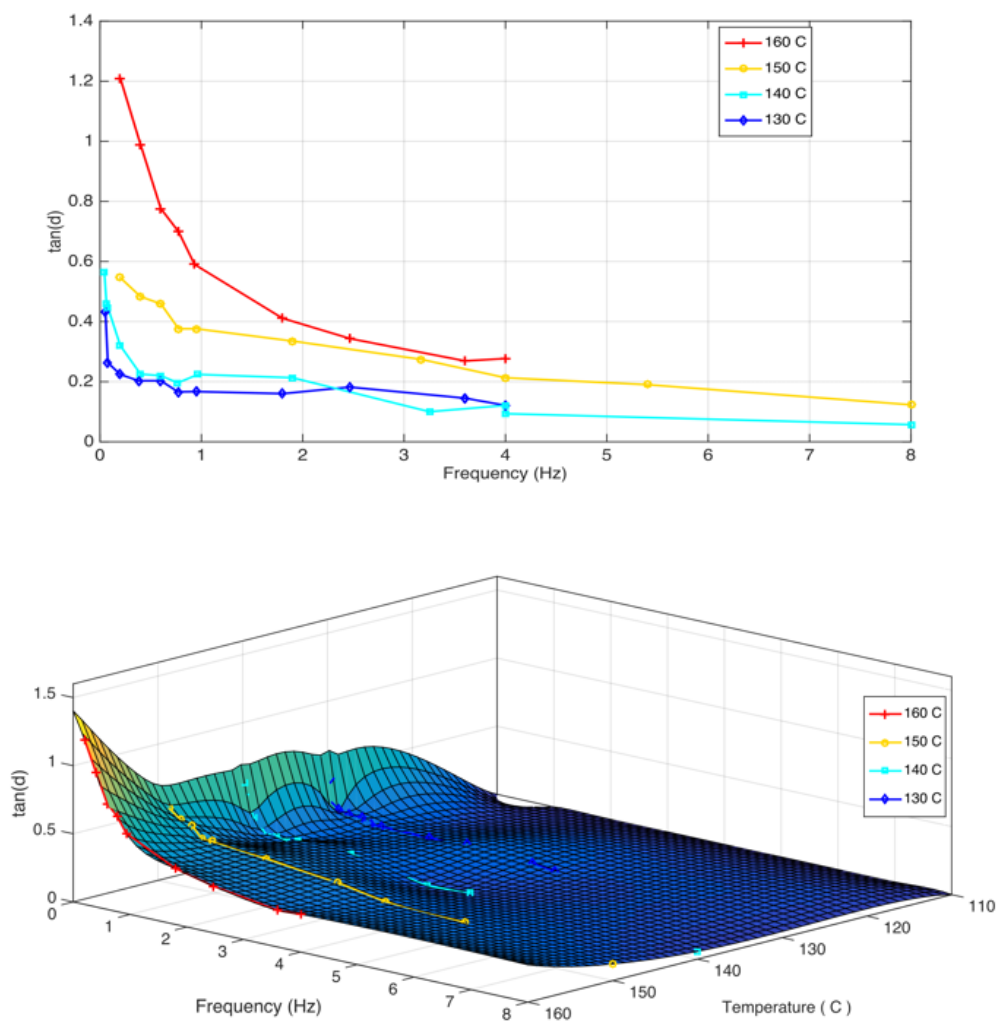 1.4
1.2
1
0.8
0.6
0.4
0.2
0
tan(d)
160 C
150 C
140 C
130 C
0 1 2 3 4 5 6 7 8
Frequency (Hz)
1.5
1
0.5
0
tan(d)
160 C
150 C
140 C
130 C
0 1 2 3 4 5 6 7 8
Frequency (Hz)
160 150 140 130 120 110
Temperature ( C )